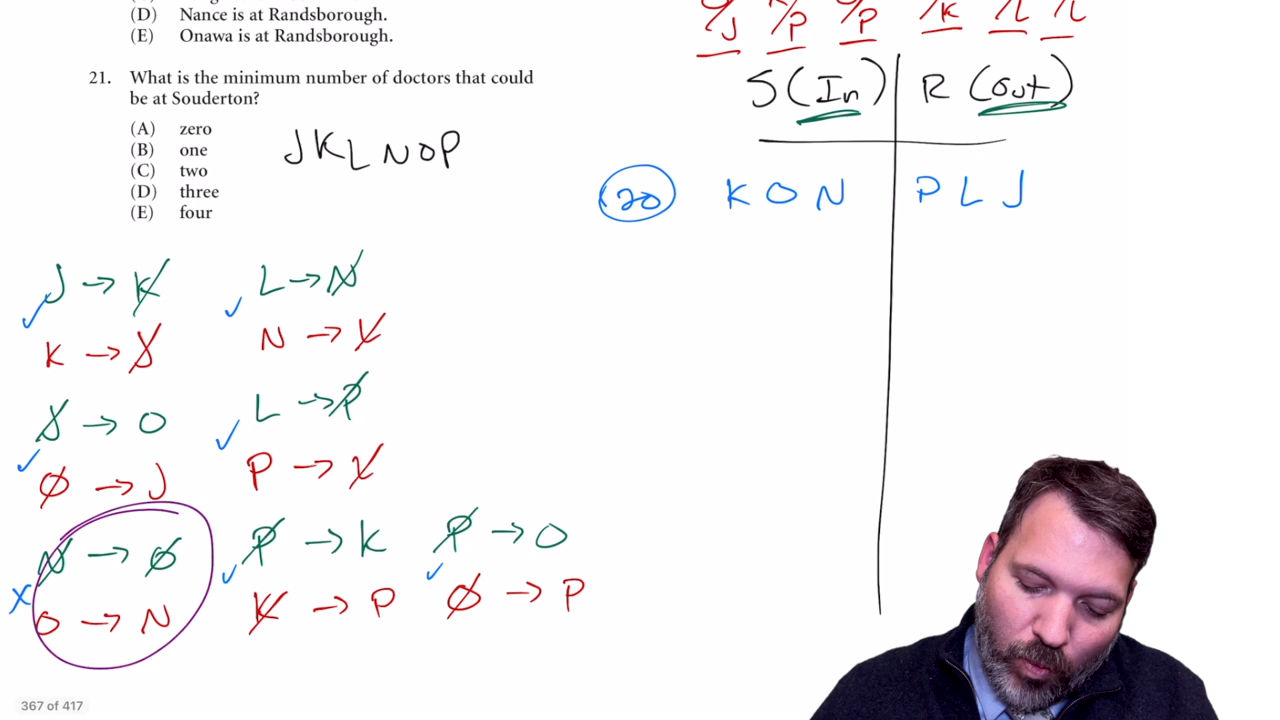 (D) Nance is at Randsborough.
(E) Onawa is at Randsborough.
21. What is the minimum number of doctors that could
be at Souderton?
(A) zero
(B) one
(C) two
(D) three
(E) four
JKLNOP
/J /P /P /K /L /L
S (In) R (out)
20 K O N P L J
J → K L → N
K → J N → L
J → O L → P
O → J P → L
N → O P → K P → O
O → N K → P O → P
367 of 417